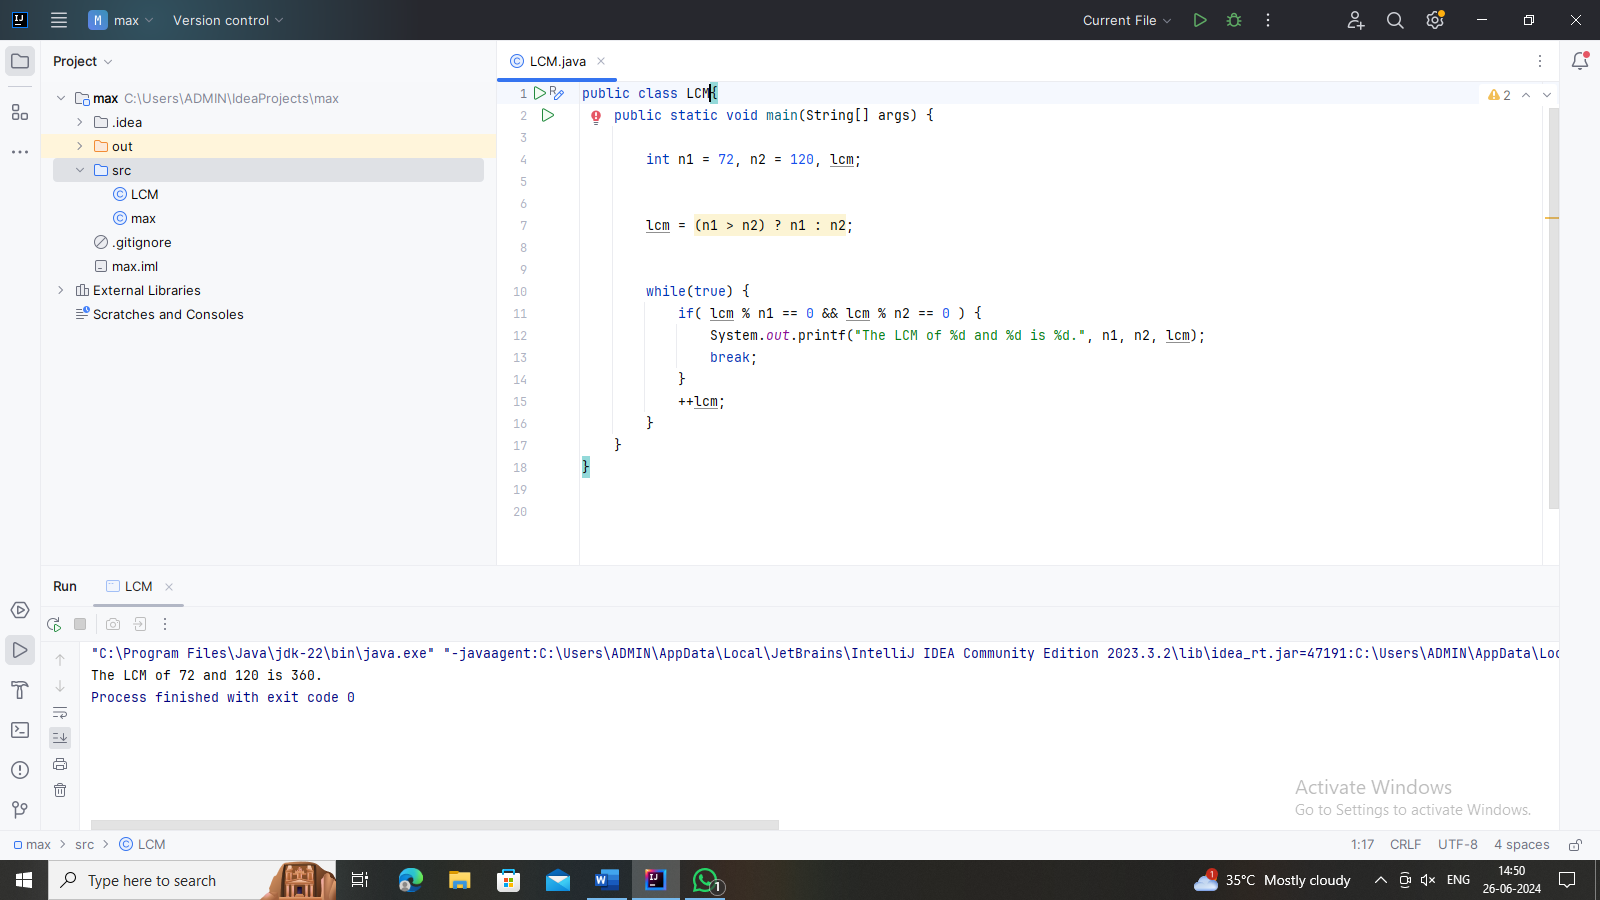 max Version control Current File
Project
LCM.java
max C:\Users\ADMIN\IdeaProjects\max
.idea
out
src
LCM
max
.gitignore
max.iml
External Libraries
Scratches and Consoles
2
1 public class LCM{
2 public static void main(String[] args) {
3
4 int n1 = 72, n2 = 120, lcm;
5
6
7 lcm = (n1 > n2) ? n1 : n2;
8
9
10 while(true) {
11 if( lcm % n1 == 0 && lcm % n2 == 0 ) {
12 System.out.printf("The LCM of %d and %d is %d.", n1, n2, lcm);
13 break;
14 }
15 ++lcm;
16 }
17 }
18 }
19
20
Run LCM
"C:\Program Files\Java\jdk-22\bin\java.exe" "-javaagent:C:\Users\ADMIN\AppData\Local\JetBrains\IntelliJ IDEA Community Edition 2023.3.2\lib\idea_rt.jar=47191:C:\Users\ADMIN\AppData\Loc
The LCM of 72 and 120 is 360.
Process finished with exit code 0
Activate Windows
Go to Settings to activate Windows.
max > src > LCM 1:17 CRLF UTF-8 4 spaces
Type here to search
1
1
35°C Mostly cloudy
ENG
14:50
26-06-2024